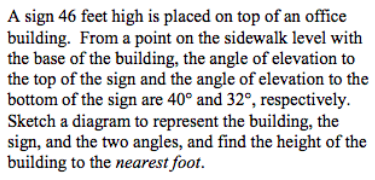 A sign 46 feet high is placed on top of an office
building.  From a point on the sidewalk level with
the base of the building, the angle of elevation to
the top of the sign and the angle of elevation to the
bottom of the sign are 40° and 32°, respectively.
Sketch a diagram to represent the building, the
sign, and the two angles, and find the height of the
building to the nearest foot.